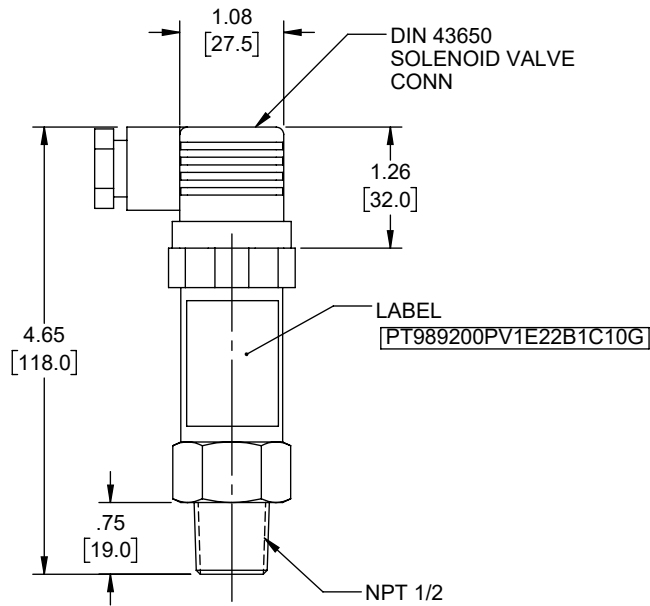 1.08
[27.5]
DIN 43650
SOLENOID VALVE
CONN
1.26
[32.0]
LABEL
PT989200PV1E22B1C10G
4.65
[118.0]
.75
[19.0]
NPT 1/2